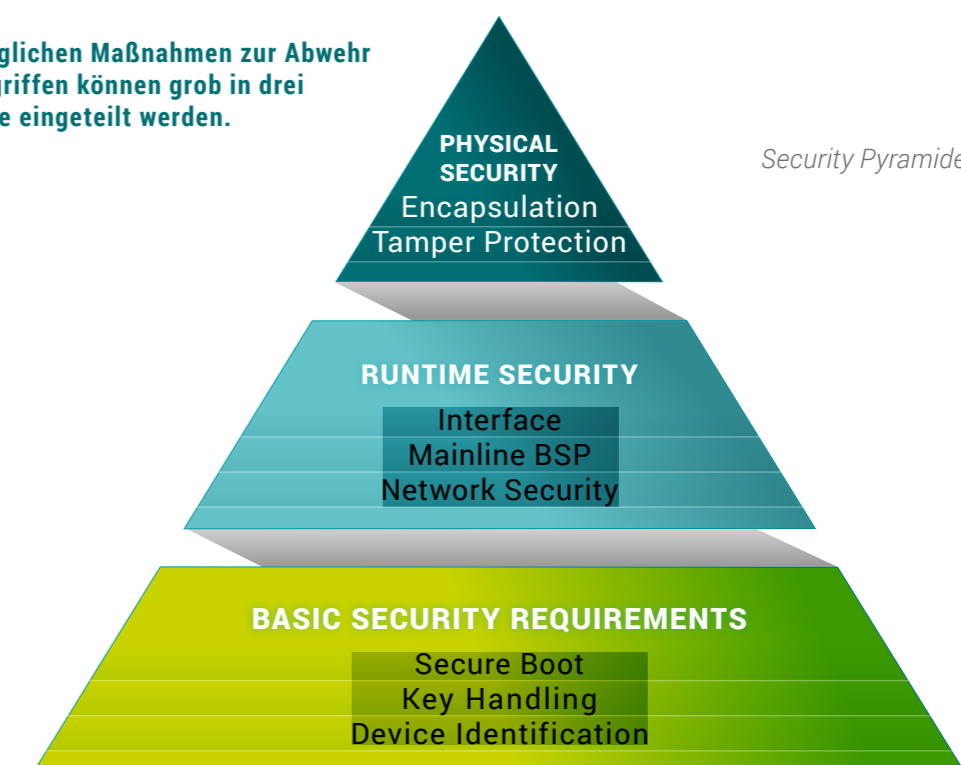 glichen Maßnahmen zur Abwehr
griffen können grob in drei
e eingeteilt werden.
Security Pyramide
PHYSICAL
SECURITY
Encapsulation
Tamper Protection
RUNTIME SECURITY
Interface
Mainline BSP
Network Security
BASIC SECURITY REQUIREMENTS
Secure Boot
Key Handling
Device Identification